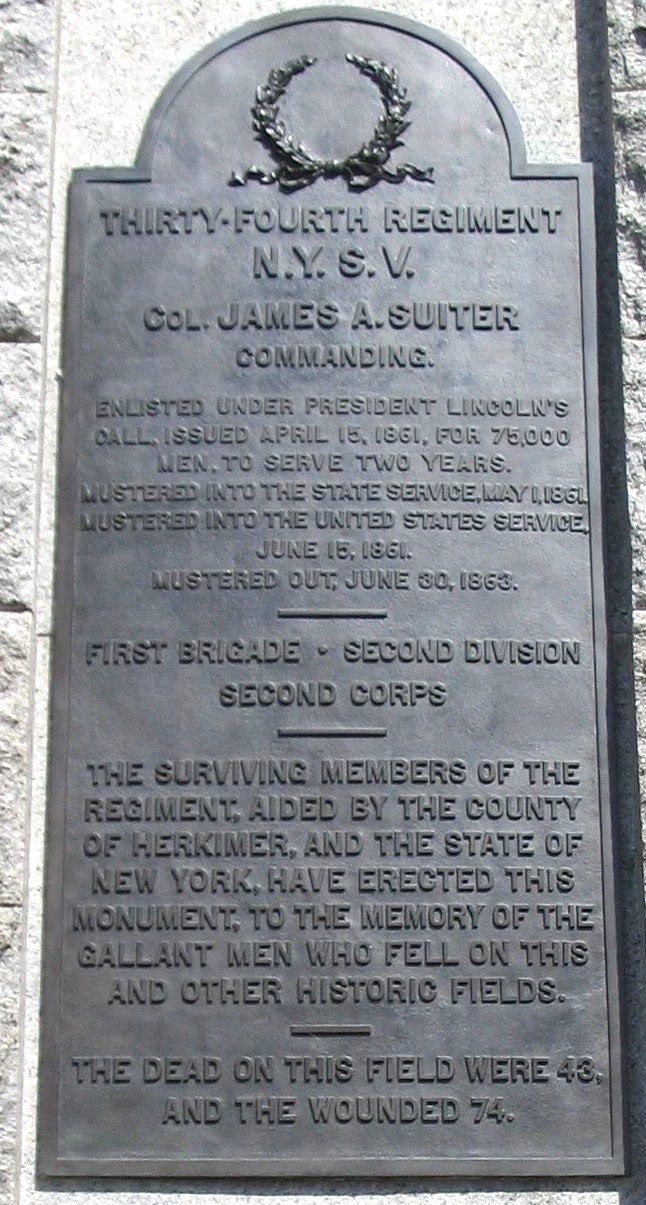 THIRTY-FOURTH REGIMENT
N.Y. S. V.
COL. JAMES A. SUITER
COMMANDING.
ENLISTED UNDER PRESIDENT LINCOLN'S
CALL, ISSUED APRIL 15, 1861, FOR 75,000
MEN, TO SERVE TWO YEARS.
MUSTERED INTO THE STATE SERVICE, MAY 1, 1861.
MUSTERED INTO THE UNITED STATES SERVICE,
JUNE 15, 1861.
MUSTERED OUT, JUNE 30, 1863.
FIRST BRIGADE • SECOND DIVISION
SECOND CORPS
THE SURVIVING MEMBERS OF THE
REGIMENT, AIDED BY THE COUNTY
OF HERKIMER, AND THE STATE OF
NEW YORK, HAVE ERECTED THIS
MONUMENT, TO THE MEMORY OF THE
GALLANT MEN WHO FELL ON THIS
AND OTHER HISTORIC FIELDS.
THE DEAD ON THIS FIELD WERE 43,
AND THE WOUNDED 74.